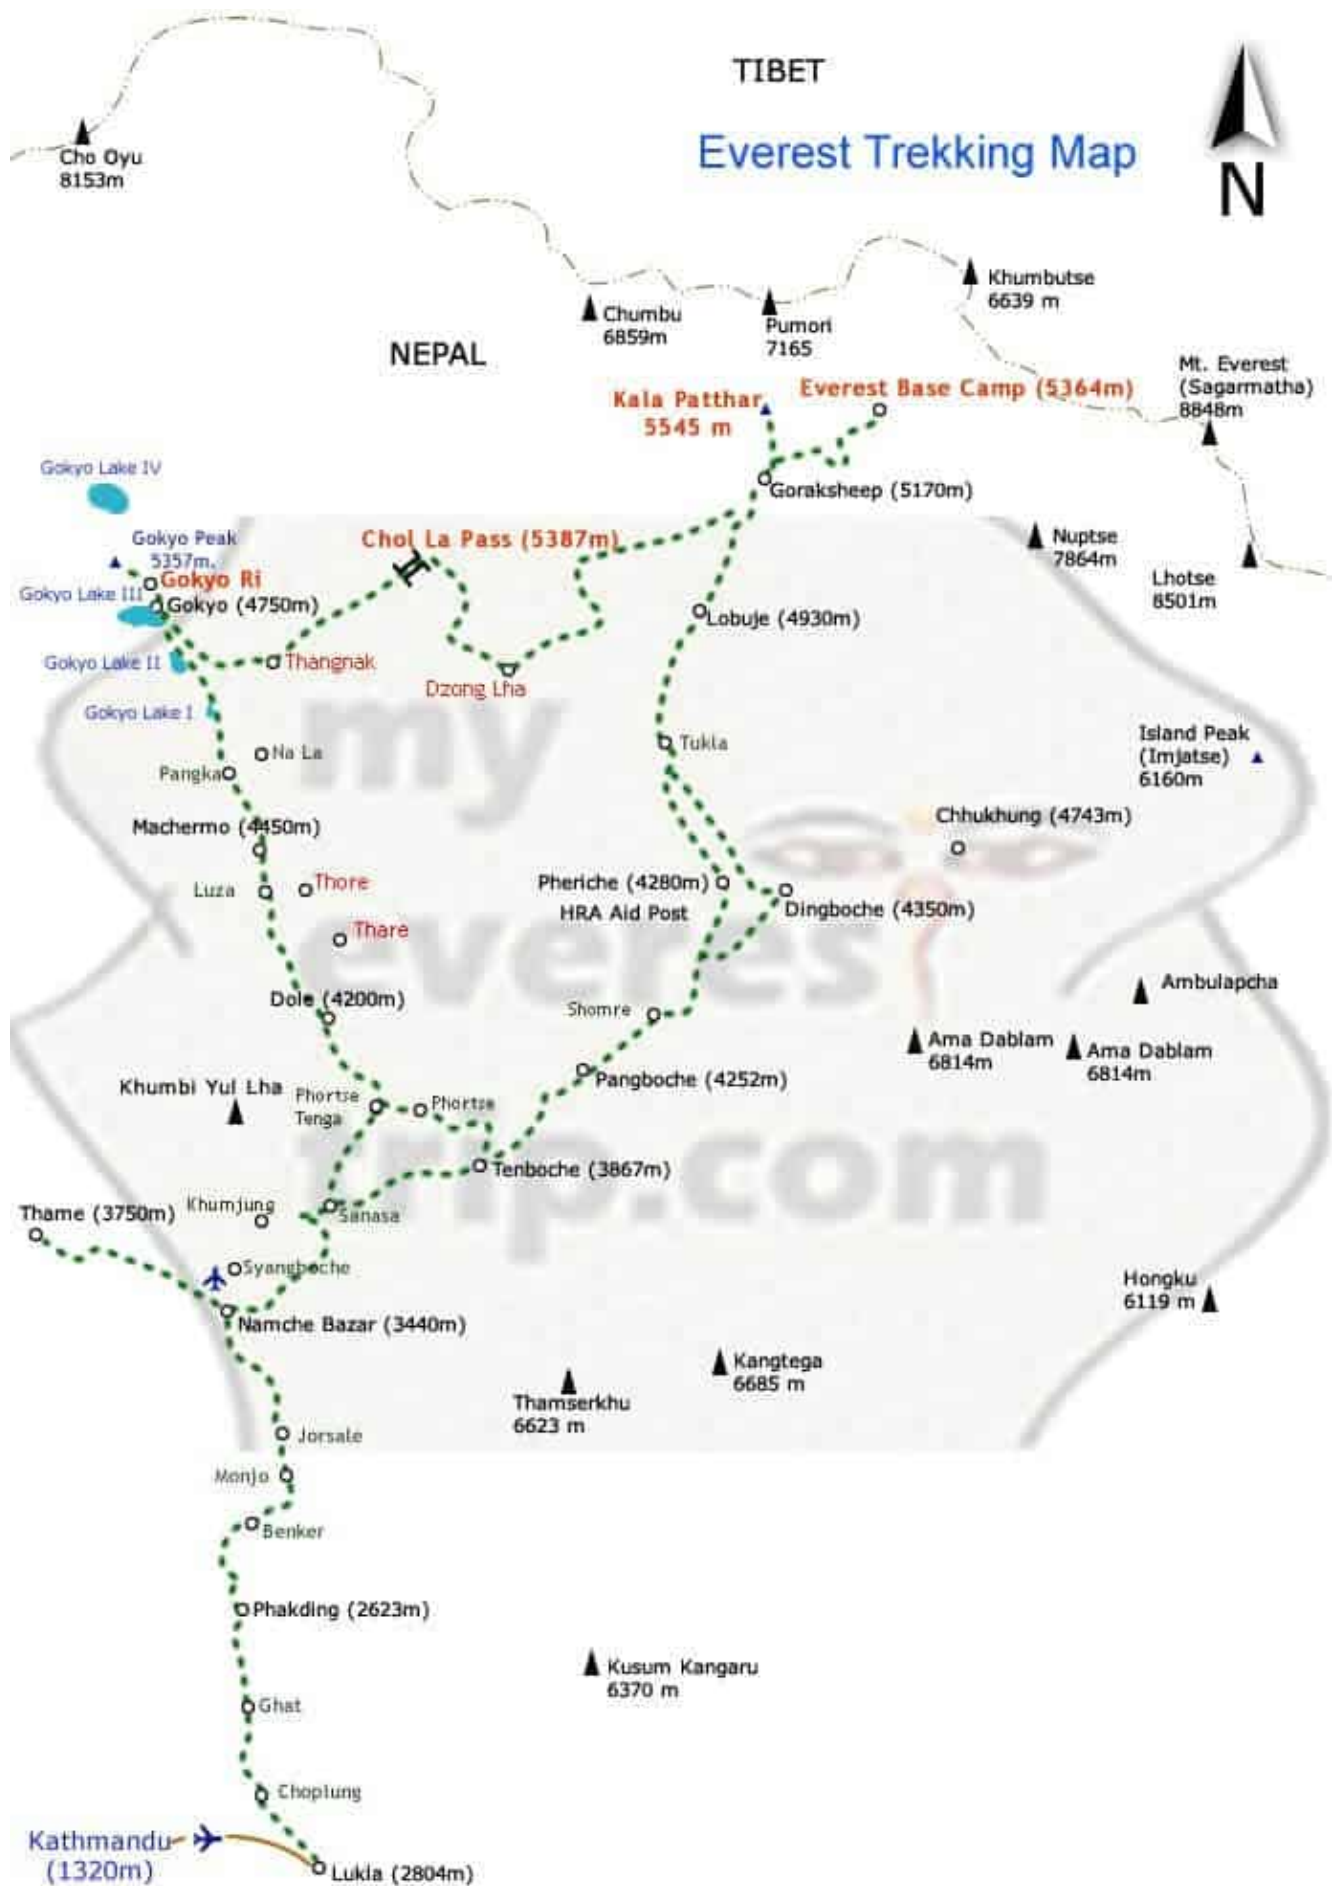 TIBET
Everest Trekking Map
N
Cho Oyu
8153m
Khumbutse
6639 m
Chumbu
6859m
Pumori
7165
NEPAL
Mt. Everest
(Sagarmatha)
8848m
Everest Base Camp (5364m)
Kala Patthar
5545 m
Gokyo Lake IV
Goraksheep (5170m)
Gokyo Peak
5357m.
Chol La Pass (5387m)
Nuptse
7864m
Lhotse
8501m
Gokyo Ri
Gokyo Lake III
Gokyo (4750m)
Lobuje (4930m)
Gokyo Lake II
Thangnak
Dzong Lha
Gokyo Lake I
my
everes
trip.com
Na La
Tukla
Pangka
Island Peak
(Imjatse)
6160m
Machermo (4450m)
Chhukhung (4743m)
Luza
Thore
Pheriche (4280m)
HRA Aid Post
Dingboche (4350m)
Thare
Ambulapcha
Dole (4200m)
Shomre
Ama Dablam
6814m
Ama Dablam
6814m
Pangboche (4252m)
Khumbi Yul Lha
Phortse
Tenga
Phortse
Tenboche (3867m)
Khumjung
Sanasa
Thame (3750m)
Syangboche
Hongku
6119 m
Namche Bazar (3440m)
Kangtega
6685 m
Thamserkhu
6623 m
Jorsale
Monjo
Benker
Phakding (2623m)
Kusum Kangaru
6370 m
Ghat
Choplung
Kathmandu
(1320m)
Lukla (2804m)